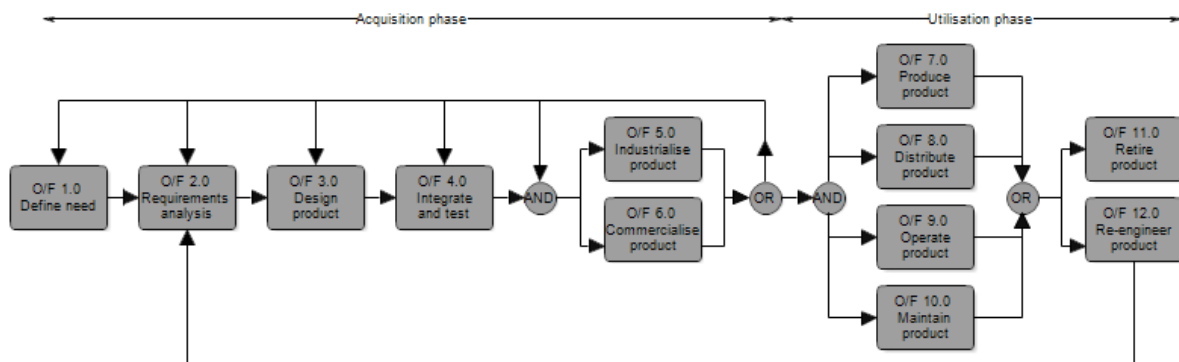 Acquisition phase
Utilisation phase
O/F 1.0
Define need
O/F 2.0
Requirements
analysis
O/F 3.0
Design
product
O/F 4.0
Integrate
and test
AND
O/F 5.0
Industrialise
product
O/F 6.0
Commercialise
product
OR
AND
O/F 7.0
Produce
product
O/F 8.0
Distribute
product
O/F 9.0
Operate
product
O/F 10.0
Maintain
product
OR
O/F 11.0
Retire
product
O/F 12.0
Re-engineer
product